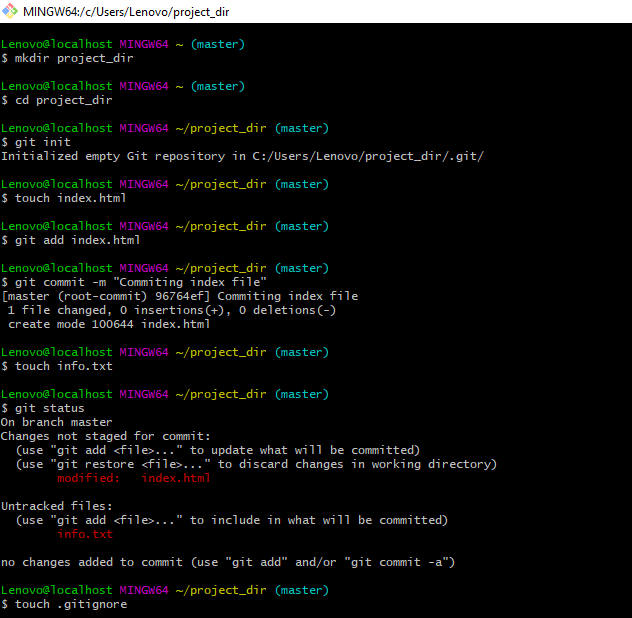 MINGW64:/c/Users/Lenovo/project_dir
Lenovo@localhost MINGW64 ~ (master)
$ mkdir project_dir
Lenovo@localhost MINGW64 ~ (master)
$ cd project_dir
Lenovo@localhost MINGW64 ~/project_dir (master)
$ git init
Initialized empty Git repository in C:/Users/Lenovo/project_dir/.git/
Lenovo@localhost MINGW64 ~/project_dir (master)
$ touch index.html
Lenovo@localhost MINGW64 ~/project_dir (master)
$ git add index.html
Lenovo@localhost MINGW64 ~/project_dir (master)
$ git commit -m "Commiting index file"
[master (root-commit) 96764ef] Commiting index file
 1 file changed, 0 insertions(+), 0 deletions(-)
 create mode 100644 index.html
Lenovo@localhost MINGW64 ~/project_dir (master)
$ touch info.txt
Lenovo@localhost MINGW64 ~/project_dir (master)
$ git status
On branch master
Changes not staged for commit:
  (use "git add <file>..." to update what will be committed)
  (use "git restore <file>..." to discard changes in working directory)
        modified:   index.html
Untracked files:
  (use "git add <file>..." to include in what will be committed)
        info.txt
no changes added to commit (use "git add" and/or "git commit -a")
Lenovo@localhost MINGW64 ~/project_dir (master)
$ touch .gitignore